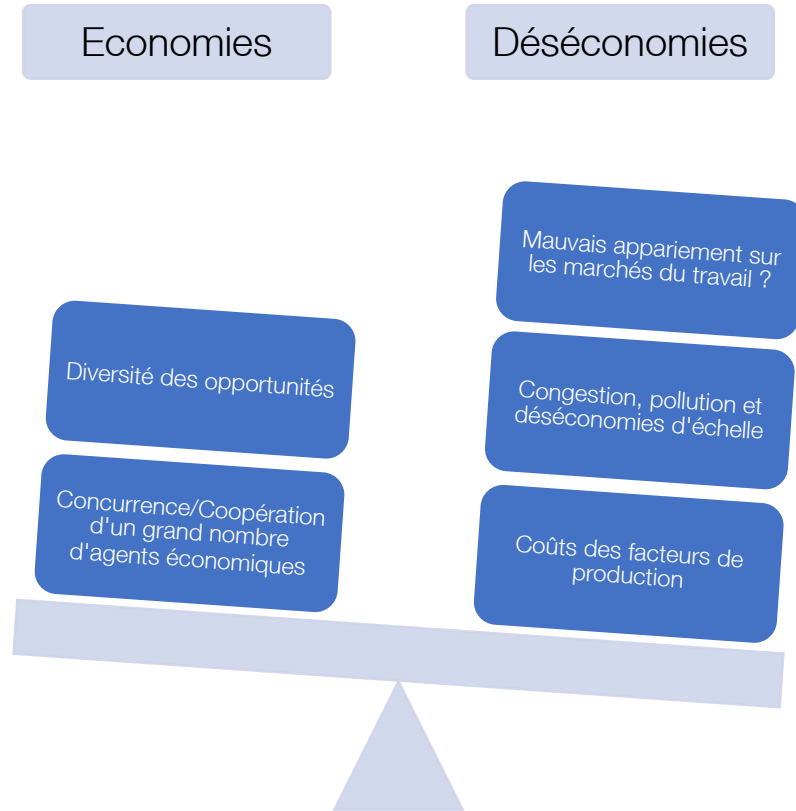 Economies
Déséconomies
Diversité des opportunités
Concurrence/Coopération
d'un grand nombre
d'agents économiques
Mauvais appariement sur
les marchés du travail ?
Congestion, pollution et
déséconomies d'échelle
Coûts des facteurs de
production